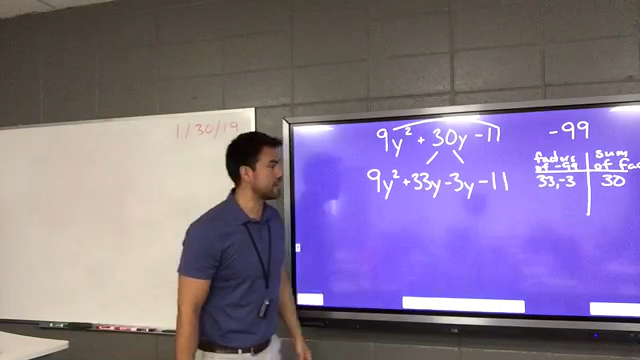 1/30/19
9y² + 30y - 11
9y² + 33y - 3y - 11
-99
factors of -99
sum of Fac
33, -3
30